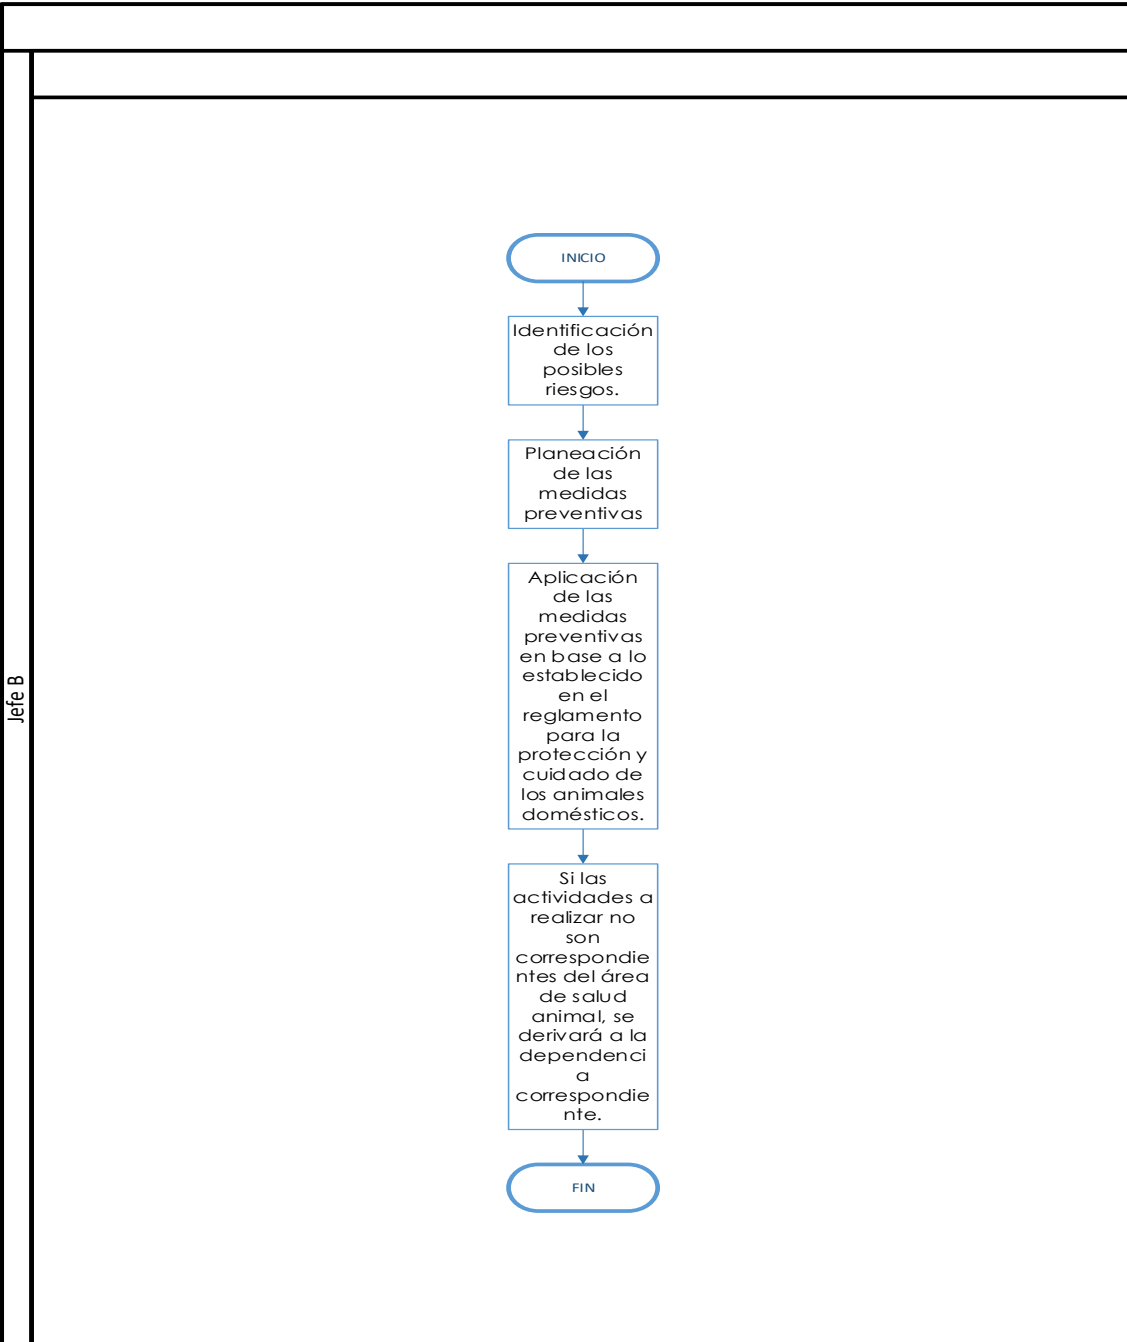 INICIO
Identificación
de los
posibles
riesgos.
Planeación
de las
medidas
preventivas
Aplicación
de las
medidas
preventivas
en base a lo
establecido
en el
reglamento
para la
protección y
cuidado de
los animales
domésticos.
Si las
actividades a
realizar no
son
correspondie
ntes del área
de salud
animal, se
derivará a la
dependenci
a
correspondie
nte.
FIN
Jefe B